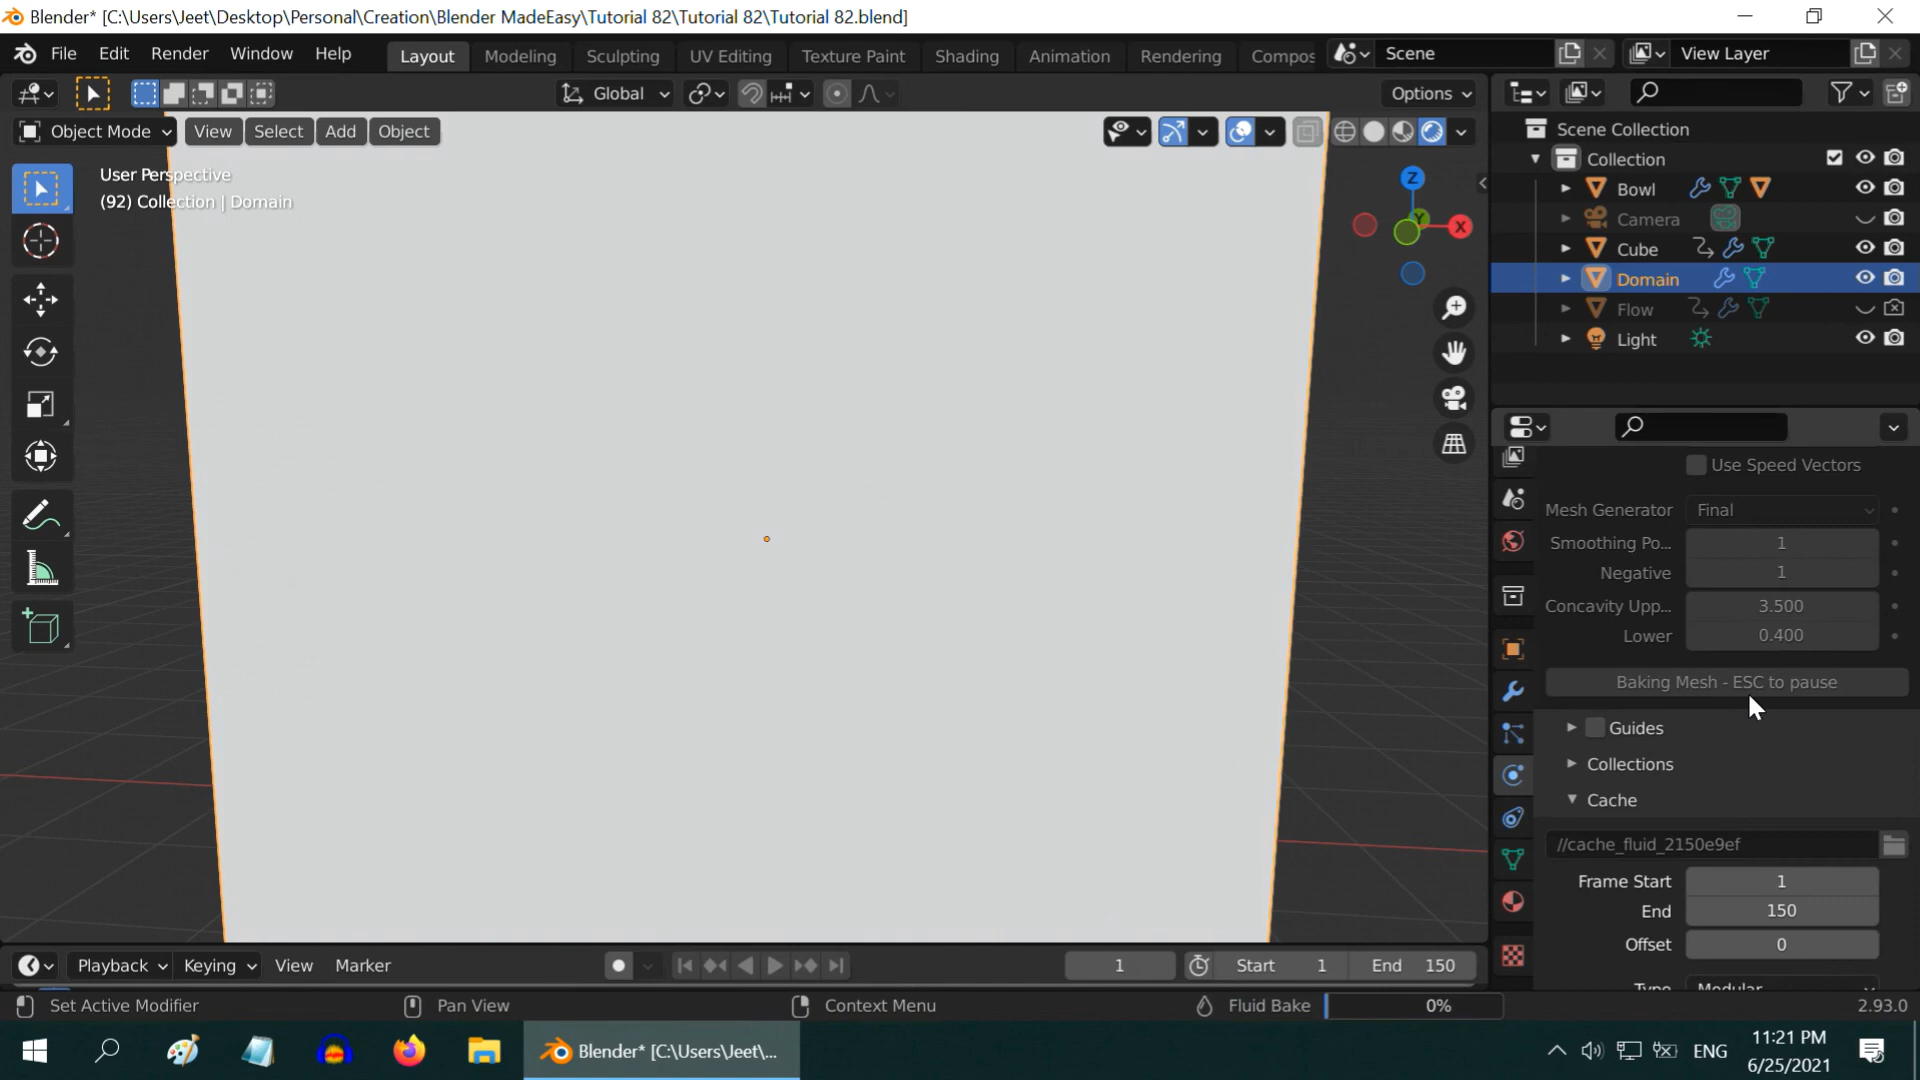 Blender* [C:\Users\Jeet\Desktop\Personal\Creation\Blender MadeEasy\Tutorial 82\Tutorial 82\Tutorial 82.blend]
File Edit Render Window Help Layout Modeling Sculpting UV Editing Texture Paint Shading Animation Rendering Compos Scene View Layer
Global Options
Object Mode View Select Add Object
User Perspective
(92) Collection | Domain
Z
Y
X
Scene Collection
Collection
Bowl
Camera
Cube
Domain
Flow
Light
Use Speed Vectors
Mesh Generator Final
Smoothing Po... 1
Negative 1
Concavity Upp... 3.500
Lower 0.400
Baking Mesh - ESC to pause
Guides
Collections
Cache
//cache_fluid_2150e9ef
Frame Start 1
End 150
Offset 0
Type Modular
Playback Keying View Marker 1 Start 1 End 150
Set Active Modifier Pan View Context Menu Fluid Bake 0% 2.93.0
Blender* [C:\Users\Jeet\... ENG 11:21 PM
6/25/2021